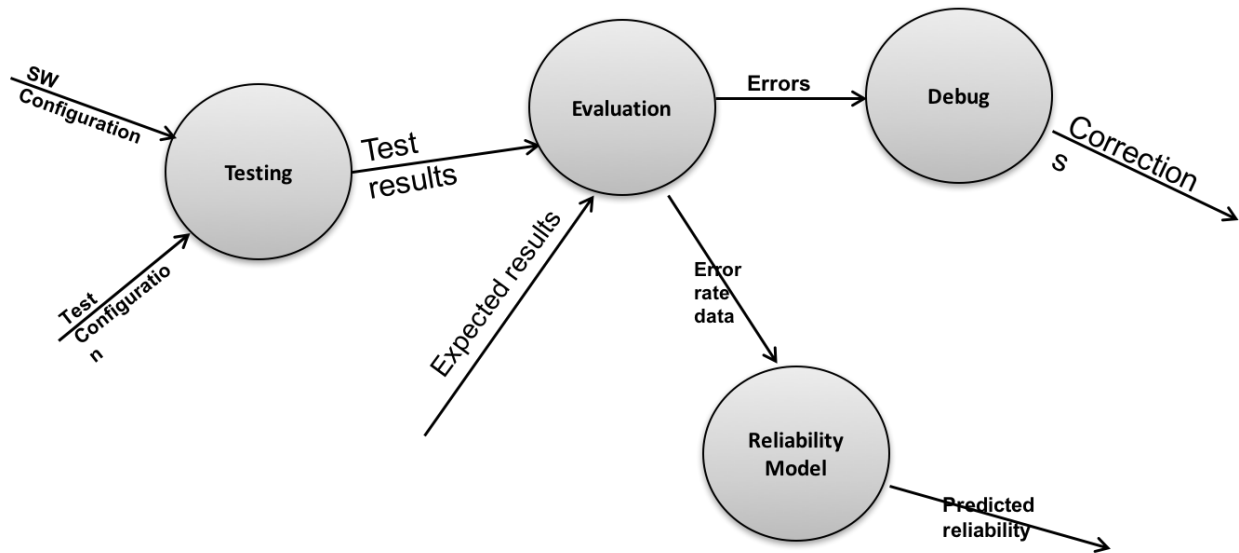 SW
Configuration
Testing
Test
Configuratio
n
Test
results
Expected results
Evaluation
Errors
Debug
Correction
s
Error
rate
data
Reliability
Model
Predicted
reliability